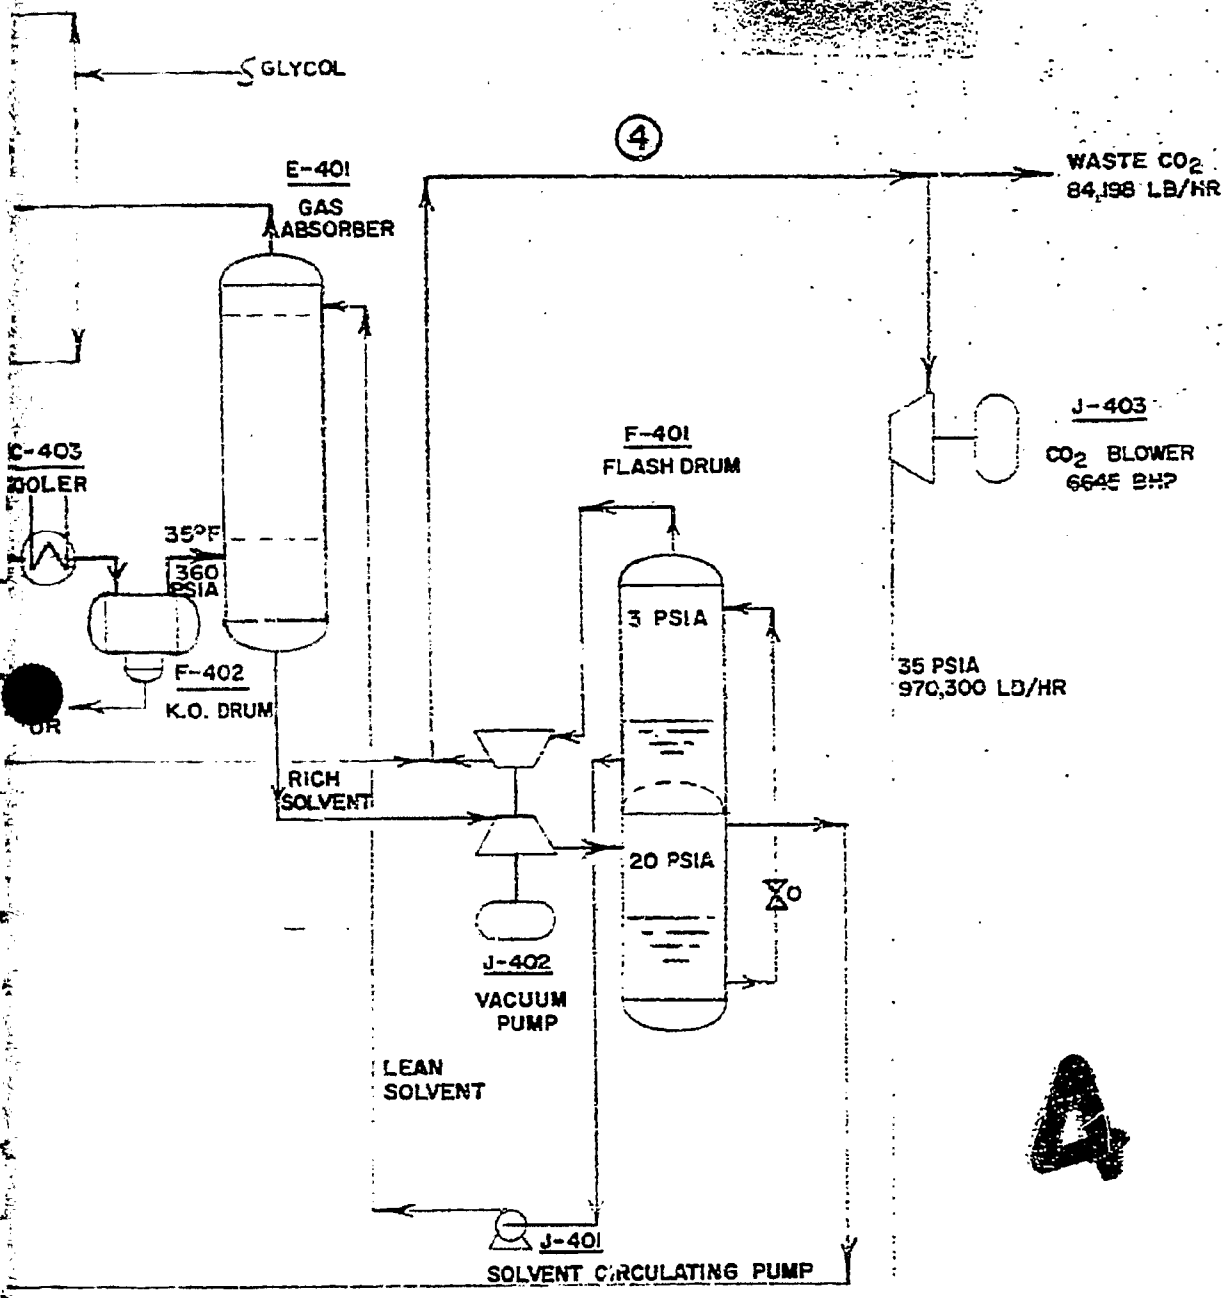 GLYCOL
4
WASTE CO2
84,198 LB/HR
E-401
GAS
ABSORBER
J-403
CO2 BLOWER
6645 BHP
F-401
FLASH DRUM
C-403
OOLER
35°F
360
PSIA
3 PSIA
35 PSIA
970,300 LB/HR
F-402
K.O. DRUM
OR
RICH
SOLVENT
20 PSIA
O
J-402
VACUUM
PUMP
LEAN
SOLVENT
J-401
SOLVENT CIRCULATING PUMP
A